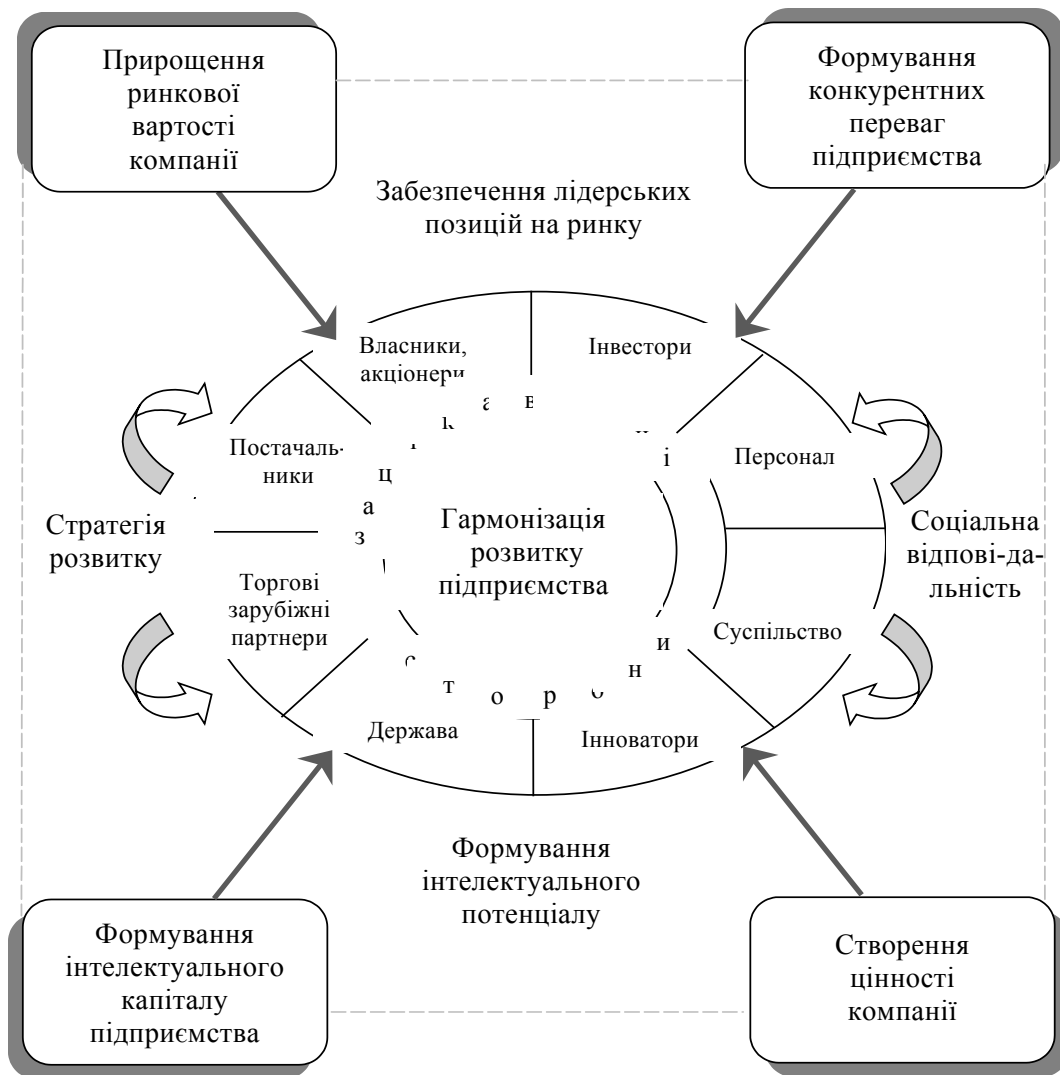 Прирощення
ринкової
вартості
компанії
Формування
конкурентних
переваг
підприємства
Забезпечення лідерських
позицій на ринку
Власники,
акціонери
Інвестори
Постачаль-
ники
Персонал
Стратегія
розвитку
Гармонізація
розвитку
підприємства
Соціальна
відпові-да-
льність
Торгові
зарубіжні
партнери
Суспільство
Держава
Інноватори
Формування
інтелектуального
потенціалу
Формування
інтелектуального
капіталу
підприємства
Створення
цінності
компанії